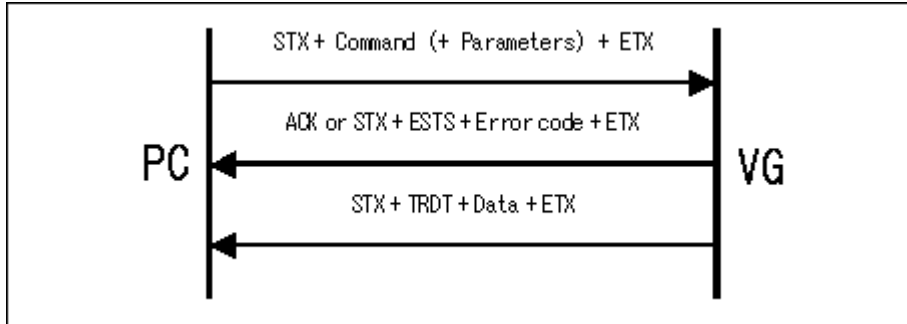 STX + Command (+ Parameters) + ETX
ACK or STX + ESTS + Error code + ETX
PC
VG
STX + TRDT + Data + ETX